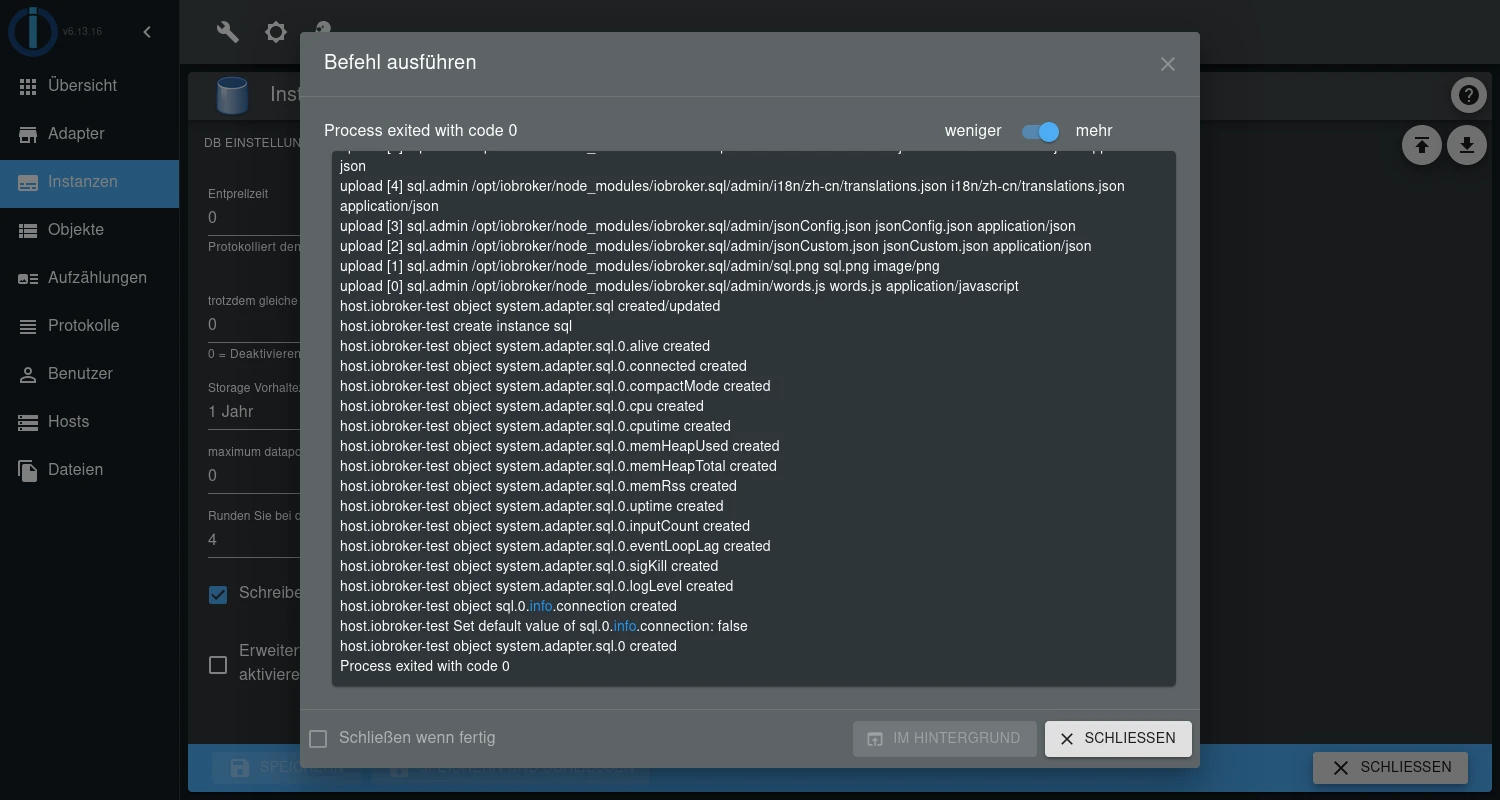 v6.13.16
Übersicht
Adapter
Instanzen
Objekte
Aufzählungen
Protokolle
Benutzer
Hosts
Dateien
Inst
DB EINSTELLUN
Entprellzeit
0
Protokolliert den
trotzdem gleiche
0
0 = Deaktivieren
Storage Vorhalte
1 Jahr
maximum datapo
0
Runden Sie bei d
4
Schreibe
Erweiter
aktiviere
Befehl ausführen
Process exited with code 0
weniger
mehr
json
upload [4] sql.admin /opt/iobroker/node_modules/iobroker.sql/admin/i18n/zh-cn/translations.json i18n/zh-cn/translations.json
application/json
upload [3] sql.admin /opt/iobroker/node_modules/iobroker.sql/admin/jsonConfig.json jsonConfig.json application/json
upload [2] sql.admin /opt/iobroker/node_modules/iobroker.sql/admin/jsonCustom.json jsonCustom.json application/json
upload [1] sql.admin /opt/iobroker/node_modules/iobroker.sql/admin/sql.png sql.png image/png
upload [0] sql.admin /opt/iobroker/node_modules/iobroker.sql/admin/words.js words.js application/javascript
host.iobroker-test object system.adapter.sql created/updated
host.iobroker-test create instance sql
host.iobroker-test object system.adapter.sql.0.alive created
host.iobroker-test object system.adapter.sql.0.connected created
host.iobroker-test object system.adapter.sql.0.compactMode created
host.iobroker-test object system.adapter.sql.0.cpu created
host.iobroker-test object system.adapter.sql.0.cputime created
host.iobroker-test object system.adapter.sql.0.memHeapUsed created
host.iobroker-test object system.adapter.sql.0.memHeapTotal created
host.iobroker-test object system.adapter.sql.0.memRss created
host.iobroker-test object system.adapter.sql.0.uptime created
host.iobroker-test object system.adapter.sql.0.inputCount created
host.iobroker-test object system.adapter.sql.0.eventLoopLag created
host.iobroker-test object system.adapter.sql.0.sigKill created
host.iobroker-test object system.adapter.sql.0.logLevel created
host.iobroker-test object sql.0.info.connection created
host.iobroker-test Set default value of sql.0.info.connection: false
host.iobroker-test object system.adapter.sql.0 created
Process exited with code 0
Schließen wenn fertig
IM HINTERGRUND
SCHLIESSEN
SPEICHERN
SPEICHERN UND SCHLIESSEN
SCHLIESSEN